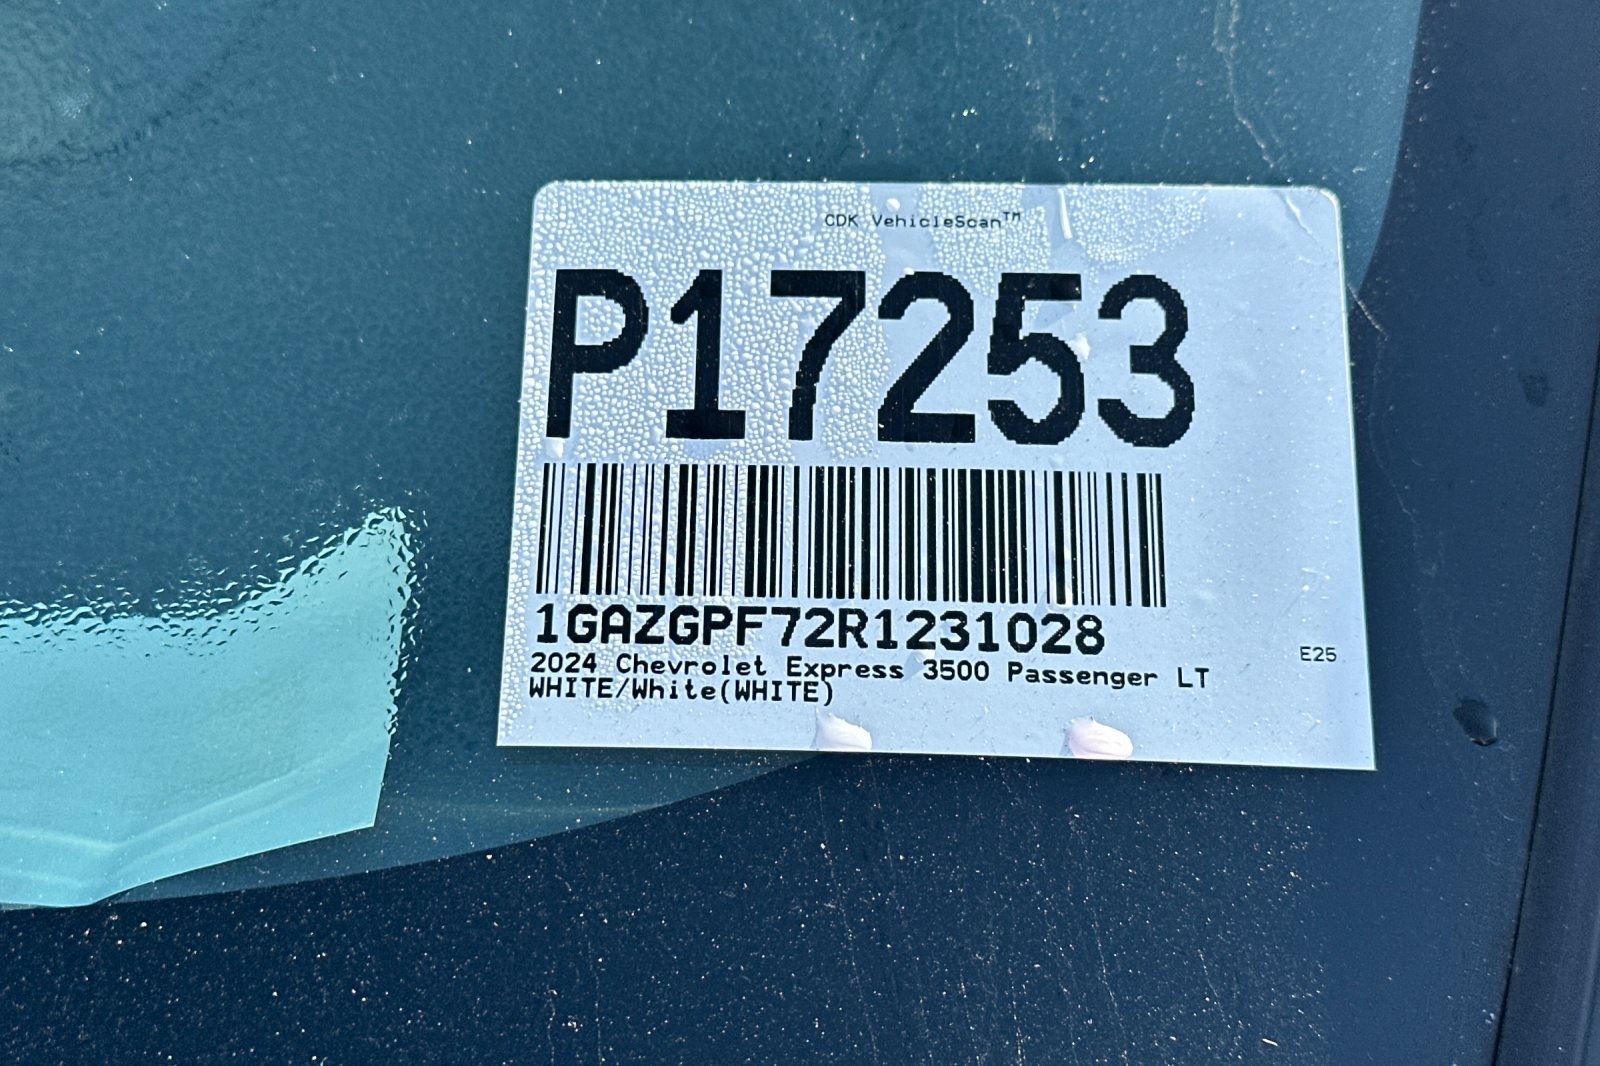 CDK VehicleScan™
P17253
1GAZGPF72R1231028
2024 Chevrolet Express 3500 Passenger LT
E25
WHITE/White(WHITE)